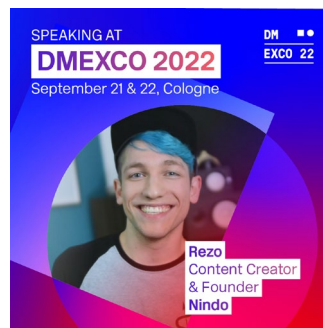 SPEAKING AT
DMEXCO 2022
September 21 & 22, Cologne
DM
EXCO 22
Rezo
Content Creator
& Founder
Nindo